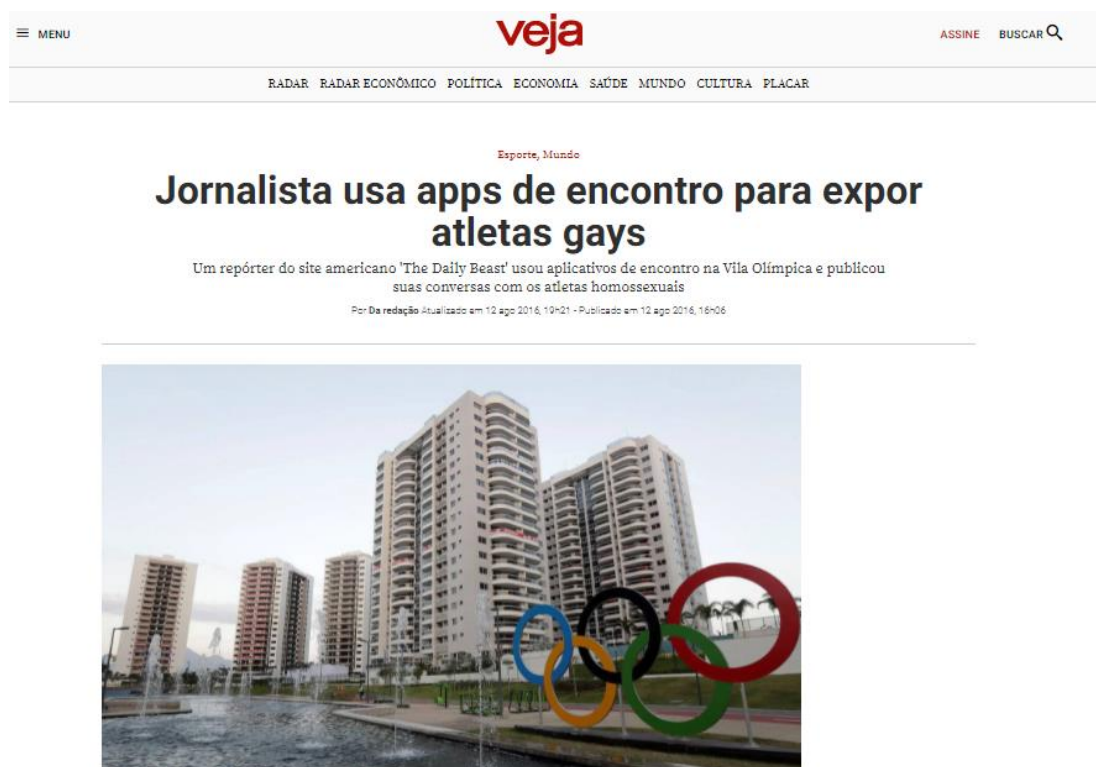 MENU
veja
ASSINE
BUSCAR
RADAR RADAR ECONÔMICO POLÍTICA ECONOMIA SAÚDE MUNDO CULTURA PLACAR
Esporte, Mundo
Jornalista usa apps de encontro para expor
atletas gays
Um repórter do site americano 'The Daily Beast' usou aplicativos de encontro na Vila Olímpica e publicou
suas conversas com os atletas homossexuais
Por Da redação Atualizado em 12 ago 2016, 19h21 - Publicado em 12 ago 2016, 16h06